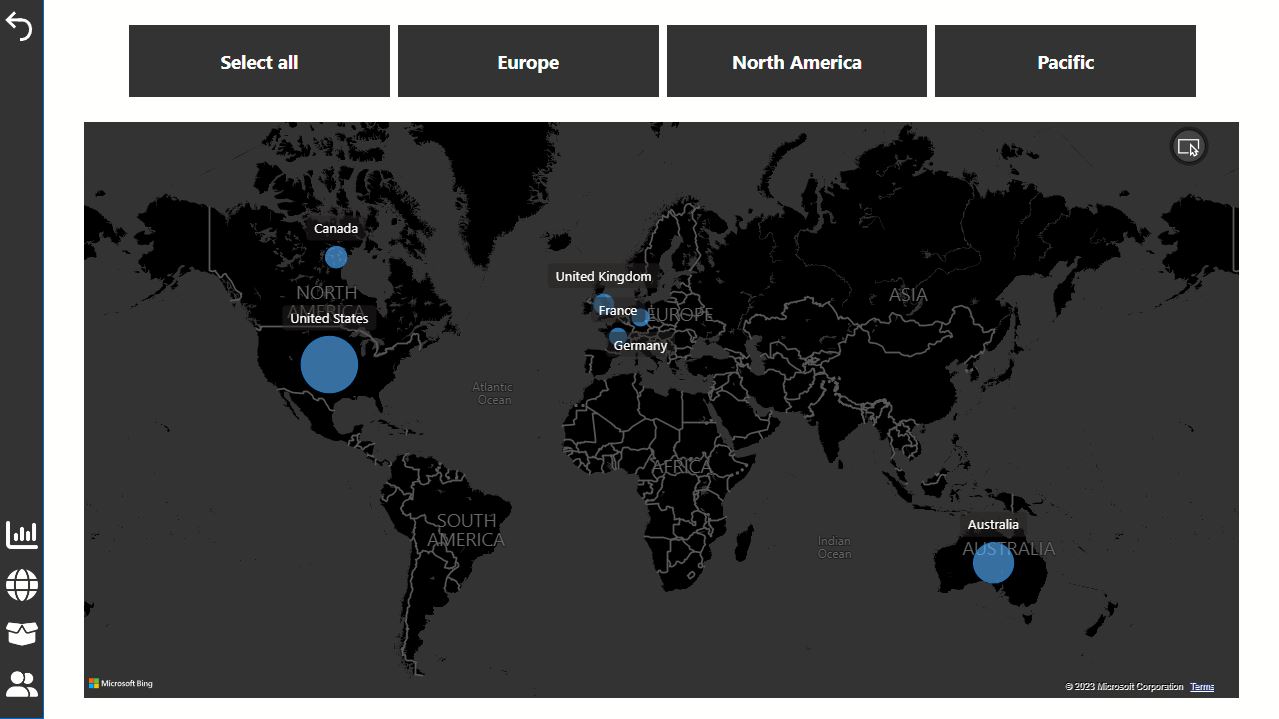 Select all
Europe
North America
Pacific
Canada
NORTH
AMERICA
United States
United Kingdom
France
EUROPE
Germany
ASIA
Atlantic
Ocean
AFRICA
SOUTH
AMERICA
Indian
Ocean
Australia
AUSTRALIA
Microsoft Bing
© 2023 Microsoft Corporation Terms